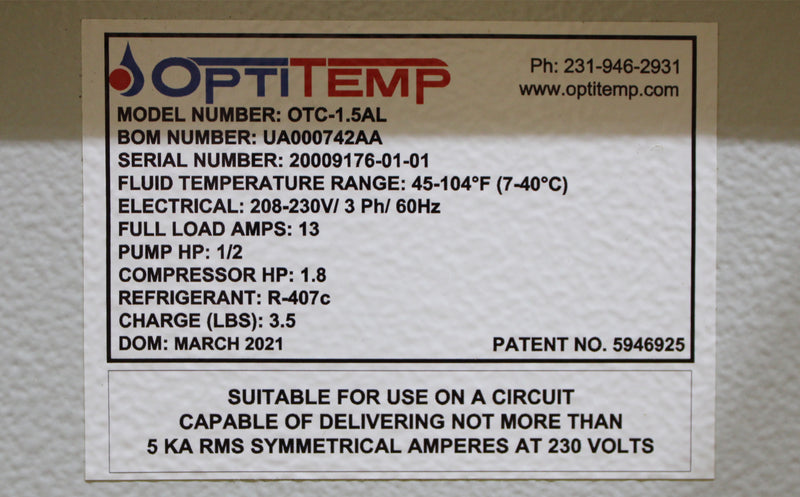 OPTITEMP
Ph: 231-946-2931
www.optitemp.com
MODEL NUMBER: OTC-1.5AL
BOM NUMBER: UA000742AA
SERIAL NUMBER: 20009176-01-01
FLUID TEMPERATURE RANGE: 45-104°F (7-40°C)
ELECTRICAL: 208-230V/ 3 Ph/ 60Hz
FULL LOAD AMPS: 13
PUMP HP: 1/2
COMPRESSOR HP: 1.8
REFRIGERANT: R-407c
CHARGE (LBS): 3.5
DOM: MARCH 2021
PATENT NO. 5946925
SUITABLE FOR USE ON A CIRCUIT
CAPABLE OF DELIVERING NOT MORE THAN
5 KA RMS SYMMETRICAL AMPERES AT 230 VOLTS